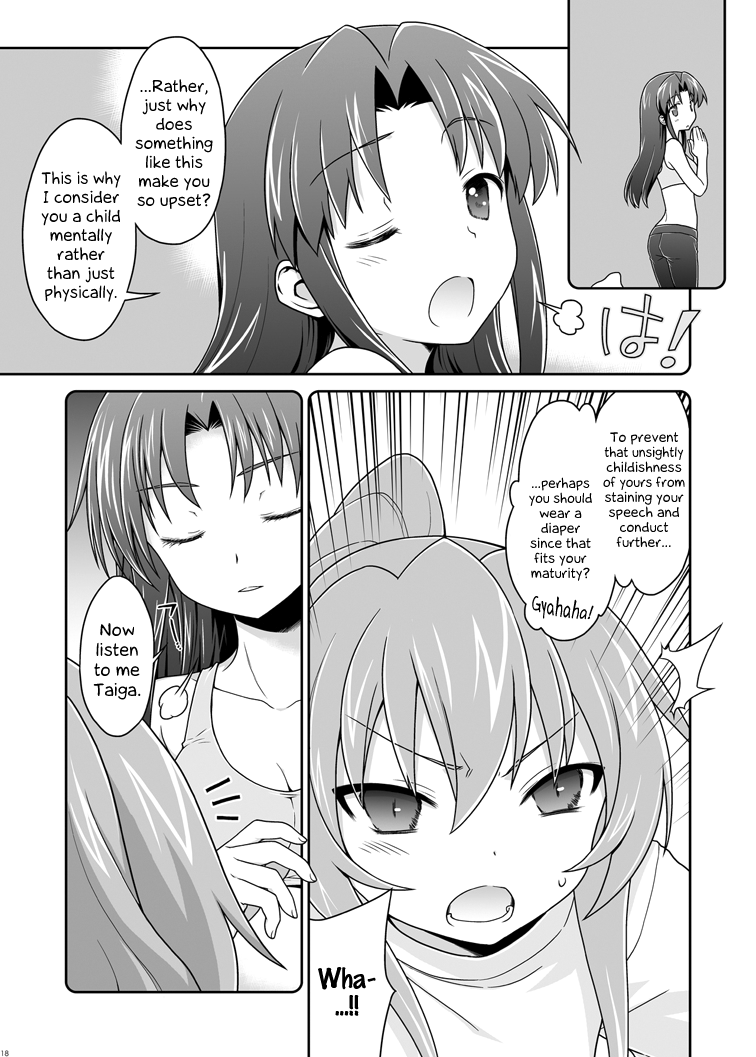 ...Rather,
just why
does
something
like this
make you
so upset?
This is why
I consider
you a child
mentally
rather
than just
physically.
は!
To prevent
that unsightly
childishness
of yours from
staining your
speech and
conduct
further...
...perhaps
you should
wear a
diaper
since that
fits your
maturity?
Gyahaha!
Wha-
...!!
Now
listen
to me
Taiga.
18